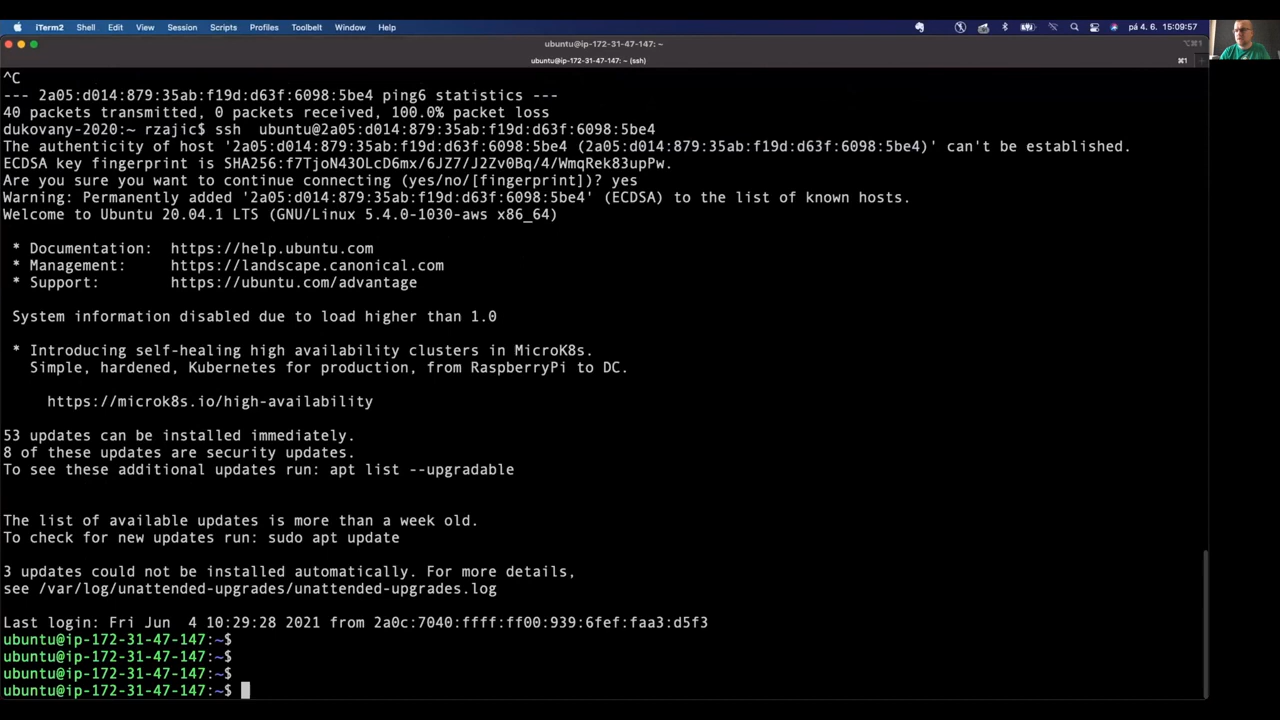 iTerm2 Shell Edit View Session Scripts Profiles Toolbelt Window Help pá 4. 6. 15:09:57
ubuntu@ip-172-31-47-147: ~
⌥⌘1
ubuntu@ip-172-31-47-147: ~ (ssh) ⌘1
^C
--- 2a05:d014:879:35ab:f19d:d63f:6098:5be4 ping6 statistics ---
40 packets transmitted, 0 packets received, 100.0% packet loss
dukovany-2020:~ rzajic$ ssh  ubuntu@2a05:d014:879:35ab:f19d:d63f:6098:5be4
The authenticity of host '2a05:d014:879:35ab:f19d:d63f:6098:5be4 (2a05:d014:879:35ab:f19d:d63f:6098:5be4)' can't be established.
ECDSA key fingerprint is SHA256:f7TjoN43OLcD6mx/6JZ7/J2Zv0Bq/4/WmqRek83upPw.
Are you sure you want to continue connecting (yes/no/[fingerprint])? yes
Warning: Permanently added '2a05:d014:879:35ab:f19d:d63f:6098:5be4' (ECDSA) to the list of known hosts.
Welcome to Ubuntu 20.04.1 LTS (GNU/Linux 5.4.0-1030-aws x86_64)
* Documentation:  https://help.ubuntu.com
* Management:     https://landscape.canonical.com
* Support:        https://ubuntu.com/advantage
System information disabled due to load higher than 1.0
* Introducing self-healing high availability clusters in MicroK8s.
Simple, hardened, Kubernetes for production, from RaspberryPi to DC.
https://microk8s.io/high-availability
53 updates can be installed immediately.
8 of these updates are security updates.
To see these additional updates run: apt list --upgradable
The list of available updates is more than a week old.
To check for new updates run: sudo apt update
3 updates could not be installed automatically. For more details,
see /var/log/unattended-upgrades/unattended-upgrades.log
Last login: Fri Jun  4 10:29:28 2021 from 2a0c:7040:ffff:ff00:939:6fef:faa3:d5f3
ubuntu@ip-172-31-47-147:~$
ubuntu@ip-172-31-47-147:~$
ubuntu@ip-172-31-47-147:~$
ubuntu@ip-172-31-47-147:~$